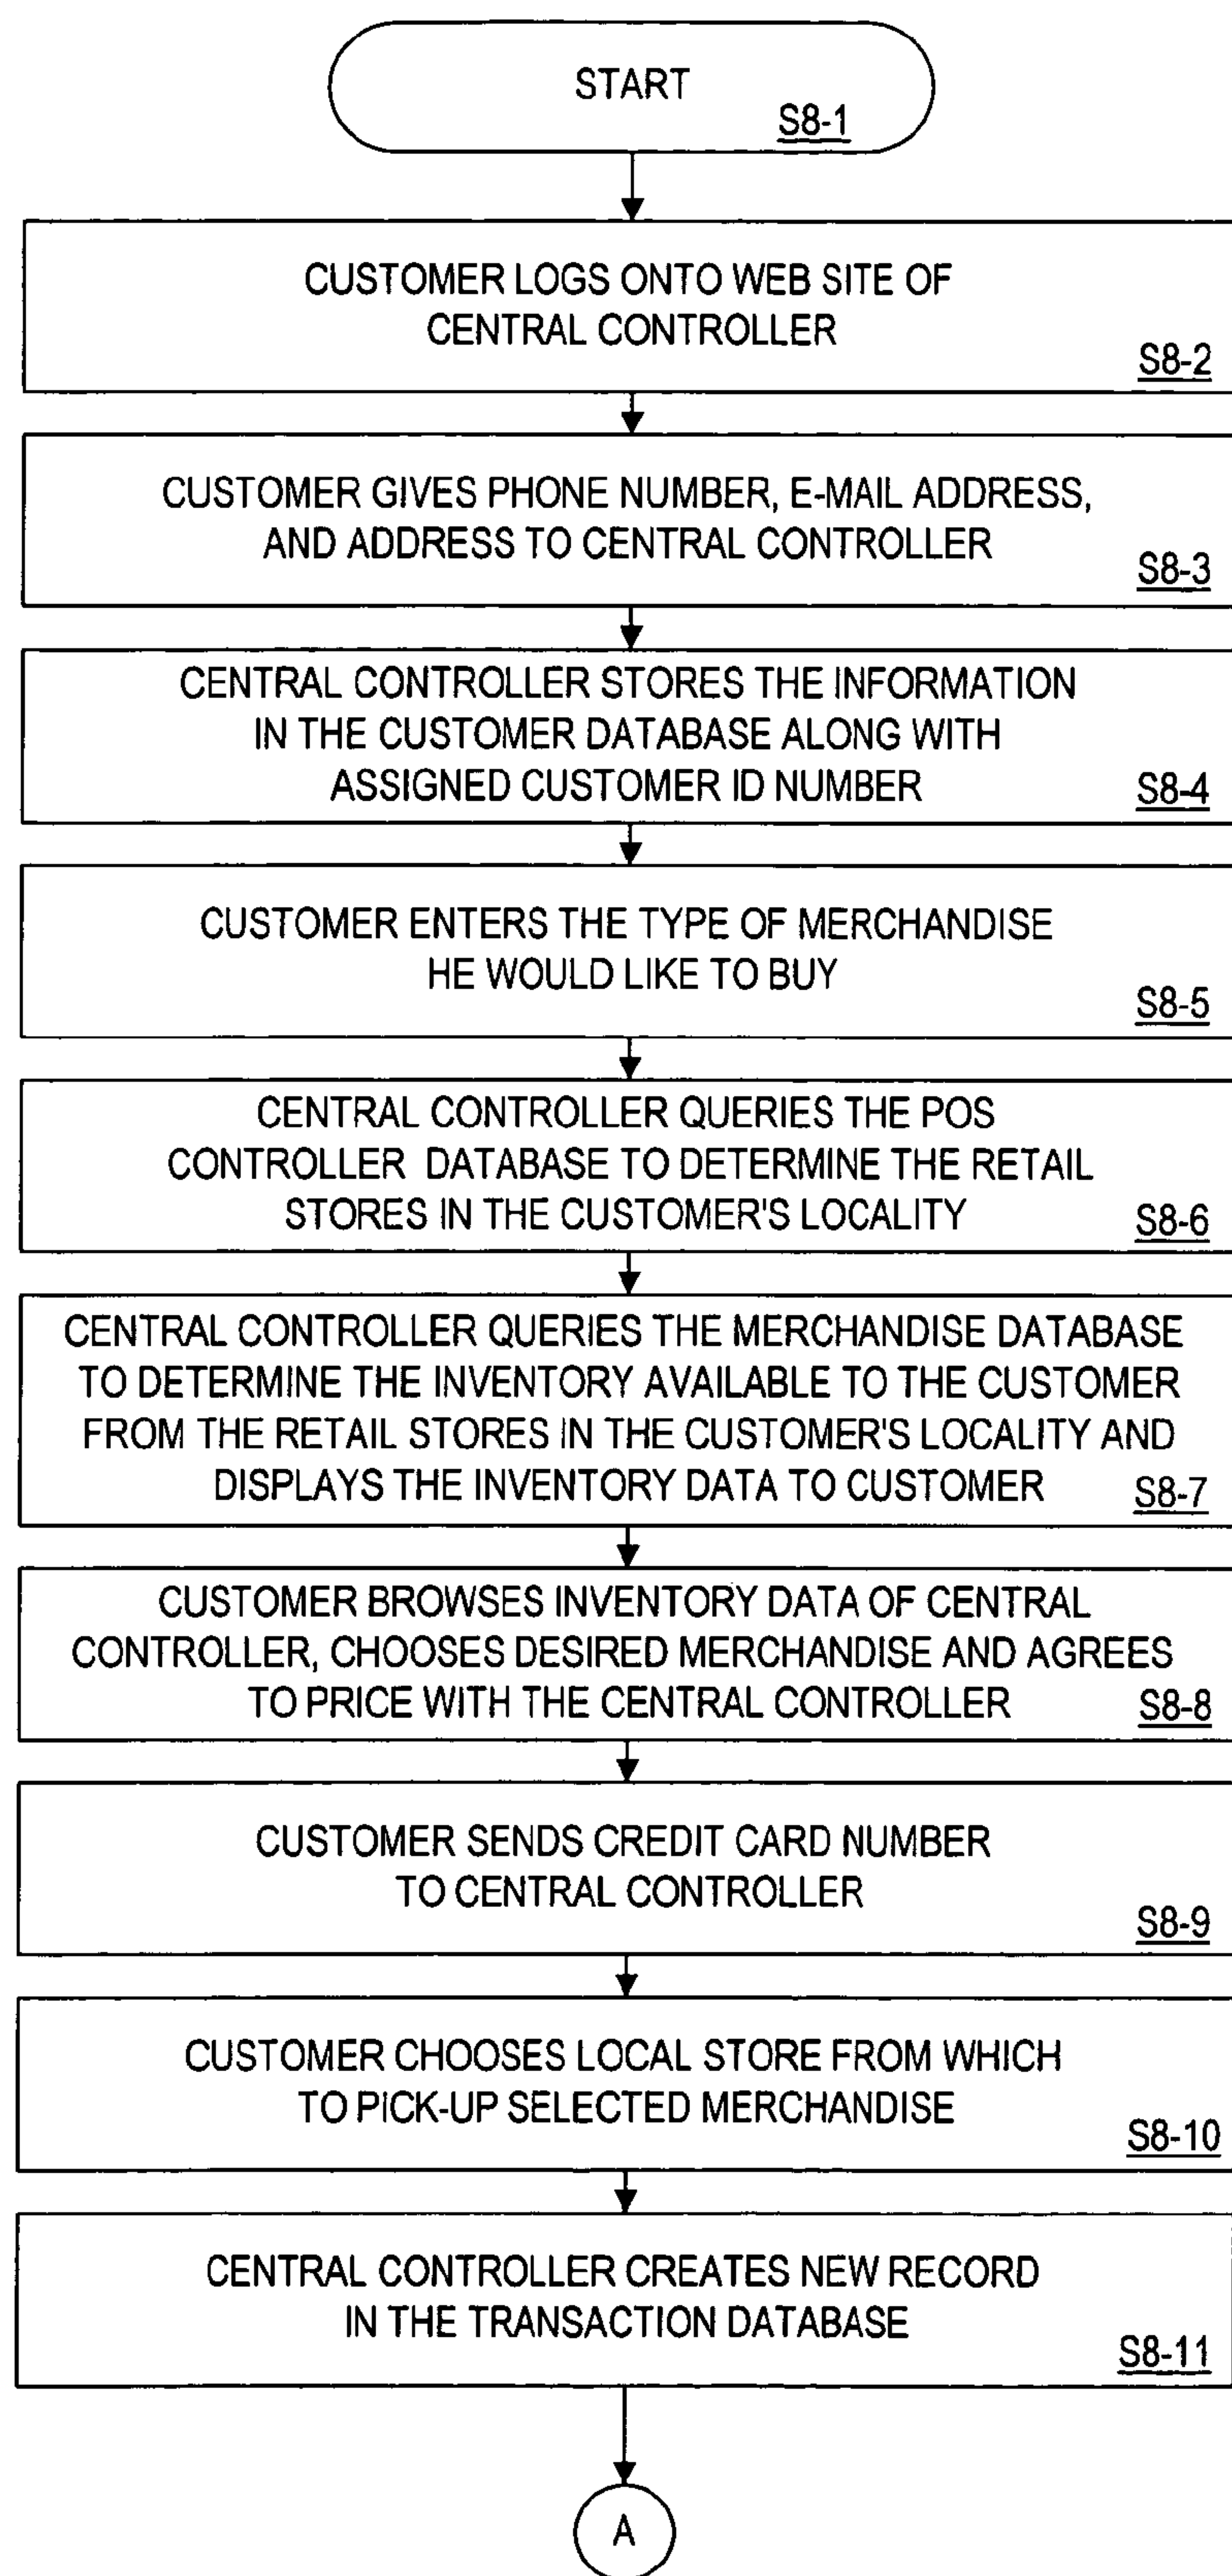 START
S8-1
CUSTOMER LOGS ONTO WEB SITE OF
CENTRAL CONTROLLER
S8-2
CUSTOMER GIVES PHONE NUMBER, E-MAIL ADDRESS,
AND ADDRESS TO CENTRAL CONTROLLER
S8-3
CENTRAL CONTROLLER STORES THE INFORMATION
IN THE CUSTOMER DATABASE ALONG WITH
ASSIGNED CUSTOMER ID NUMBER
S8-4
CUSTOMER ENTERS THE TYPE OF MERCHANDISE
HE WOULD LIKE TO BUY
S8-5
CENTRAL CONTROLLER QUERIES THE POS
CONTROLLER DATABASE TO DETERMINE THE RETAIL
STORES IN THE CUSTOMER'S LOCALITY
S8-6
CENTRAL CONTROLLER QUERIES THE MERCHANDISE DATABASE
TO DETERMINE THE INVENTORY AVAILABLE TO THE CUSTOMER
FROM THE RETAIL STORES IN THE CUSTOMER'S LOCALITY AND
DISPLAYS THE INVENTORY DATA TO CUSTOMER
S8-7
CUSTOMER BROWSES INVENTORY DATA OF CENTRAL
CONTROLLER, CHOOSES DESIRED MERCHANDISE AND AGREES
TO PRICE WITH THE CENTRAL CONTROLLER
S8-8
CUSTOMER SENDS CREDIT CARD NUMBER
TO CENTRAL CONTROLLER
S8-9
CUSTOMER CHOOSES LOCAL STORE FROM WHICH
TO PICK-UP SELECTED MERCHANDISE
S8-10
CENTRAL CONTROLLER CREATES NEW RECORD
IN THE TRANSACTION DATABASE
S8-11
A